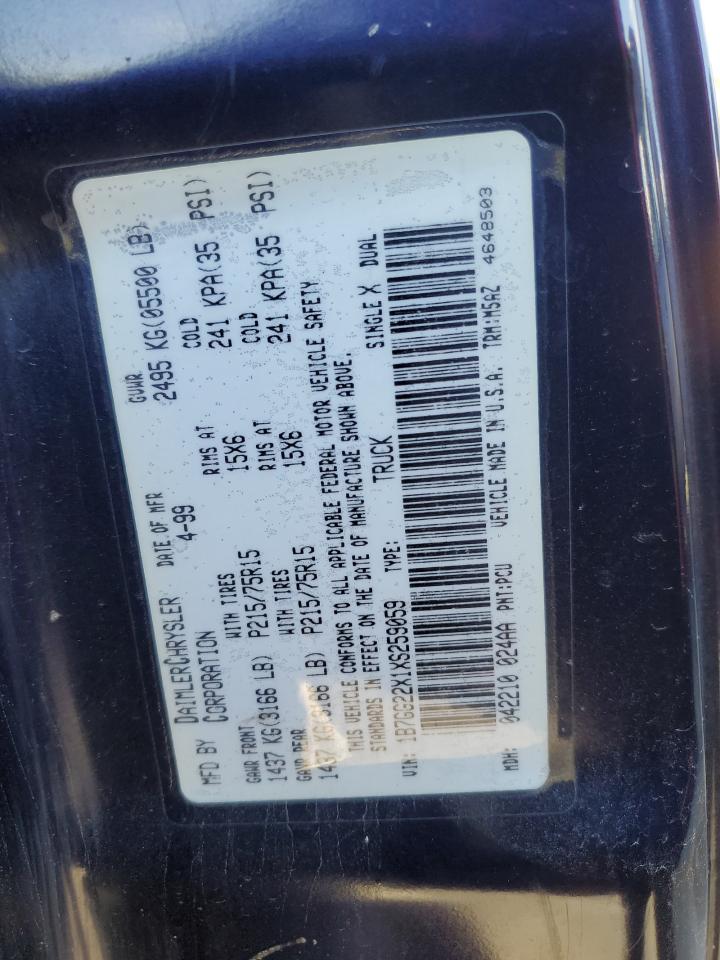 MFD BY DAIMLERCHRYSLER CORPORATION DATE OF MFR 4-99 GVWR 2495 KG(05500 LB)
GAWR FRONT WITH TIRES RIMS AT COLD
1437 KG(3166 LB) P215/75R15 15X6 241 KPA(35 PSI)
GAWR REAR WITH TIRES RIMS AT COLD
1437 KG(3166 LB) P215/75R15 15X6 241 KPA(35 PSI)
THIS VEHICLE CONFORMS TO ALL APPLICABLE FEDERAL MOTOR VEHICLE SAFETY
STANDARDS IN EFFECT ON THE DATE OF MANUFACTURE SHOWN ABOVE.
VIN: 1B7GG22X1XS259059 TYPE: TRUCK SINGLE X DUAL
MDH: 042210 024AA PNT:PCU VEHICLE MADE IN U.S.A. TRM:M5AZ 4648503